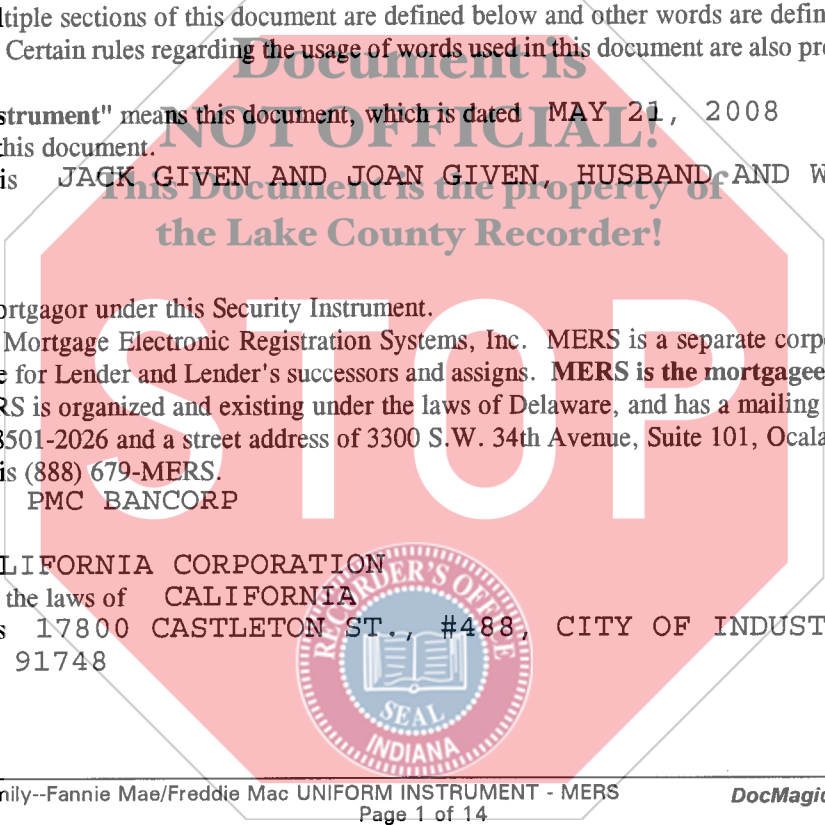 ltiple sections of this document are defined below and other words are defin
Certain rules regarding the usage of words used in this document are also pr
Document is
strument" means this document, which is dated MAY 21, 2008
NOT OFFICIAL!
this document.
is JACK GIVEN AND JOAN GIVEN, HUSBAND AND W
This Document is the property of
the Lake County Recorder!
ortgagor under this Security Instrument.
Mortgage Electronic Registration Systems, Inc. MERS is a separate corp
e for Lender and Lender's successors and assigns. MERS is the mortgagee
RS is organized and existing under the laws of Delaware, and has a mailing
8501-2026 and a street address of 3300 S.W. 34th Avenue, Suite 101, Ocala
is (888) 679-MERS.
STOP
PMC BANCORP
LIFORNIA CORPORATION
the laws of CALIFORNIA
s 17800 CASTLETON ST., #488, CITY OF INDUST
91748
RECORDER'S OFFICE
SEAL
INDIANA
nily--Fannie Mae/Freddie Mac UNIFORM INSTRUMENT - MERS DocMagic
Page 1 of 14